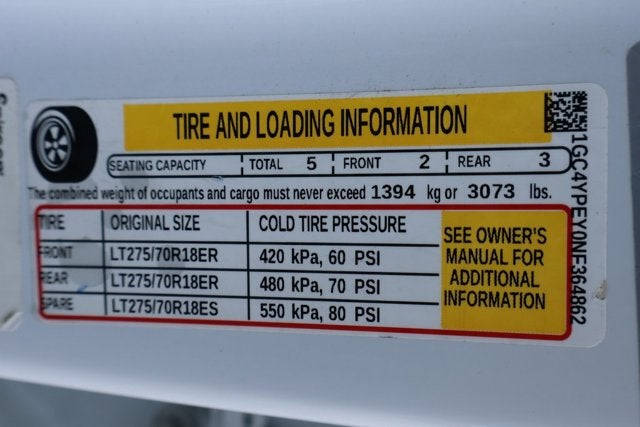 TIRE AND LOADING INFORMATION
SEATING CAPACITY TOTAL 5 FRONT 2 REAR 3
The combined weight of occupants and cargo must never exceed 1394 kg or 3073 lbs.
TIRE ORIGINAL SIZE COLD TIRE PRESSURE
FRONT LT275/70R18ER 420 kPa, 60 PSI
REAR LT275/70R18ER 480 kPa, 70 PSI
SPARE LT275/70R18ES 550 kPa, 80 PSI
SEE OWNER'S
MANUAL FOR
ADDITIONAL
INFORMATION
1GC4YPEY0NF364862